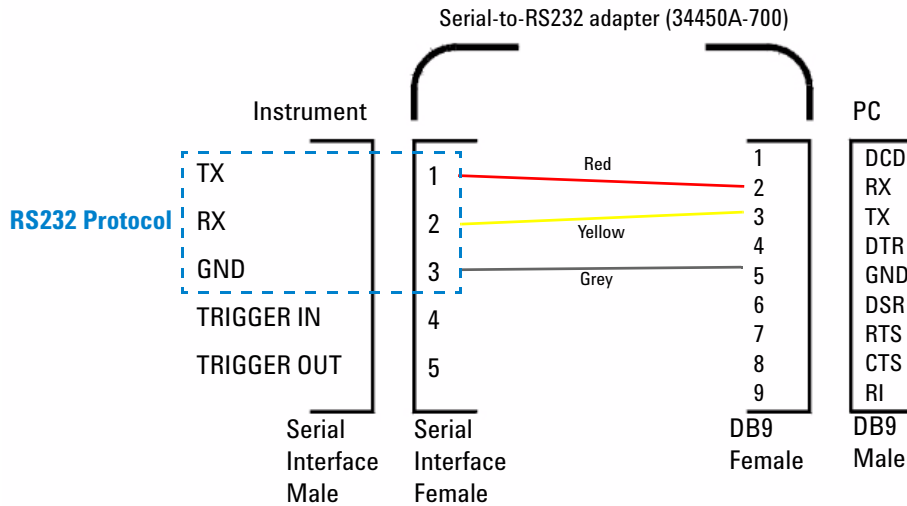 Serial-to-RS232 adapter (34450A-700)
Instrument
PC
RS232 Protocol
TX
RX
GND
TRIGGER IN
TRIGGER OUT
1
2
3
4
5
Red
Yellow
Grey
1
2
3
4
5
6
7
8
9
DCD
RX
TX
DTR
GND
DSR
RTS
CTS
RI
Serial
Interface
Male
Serial
Interface
Female
DB9
Female
DB9
Male